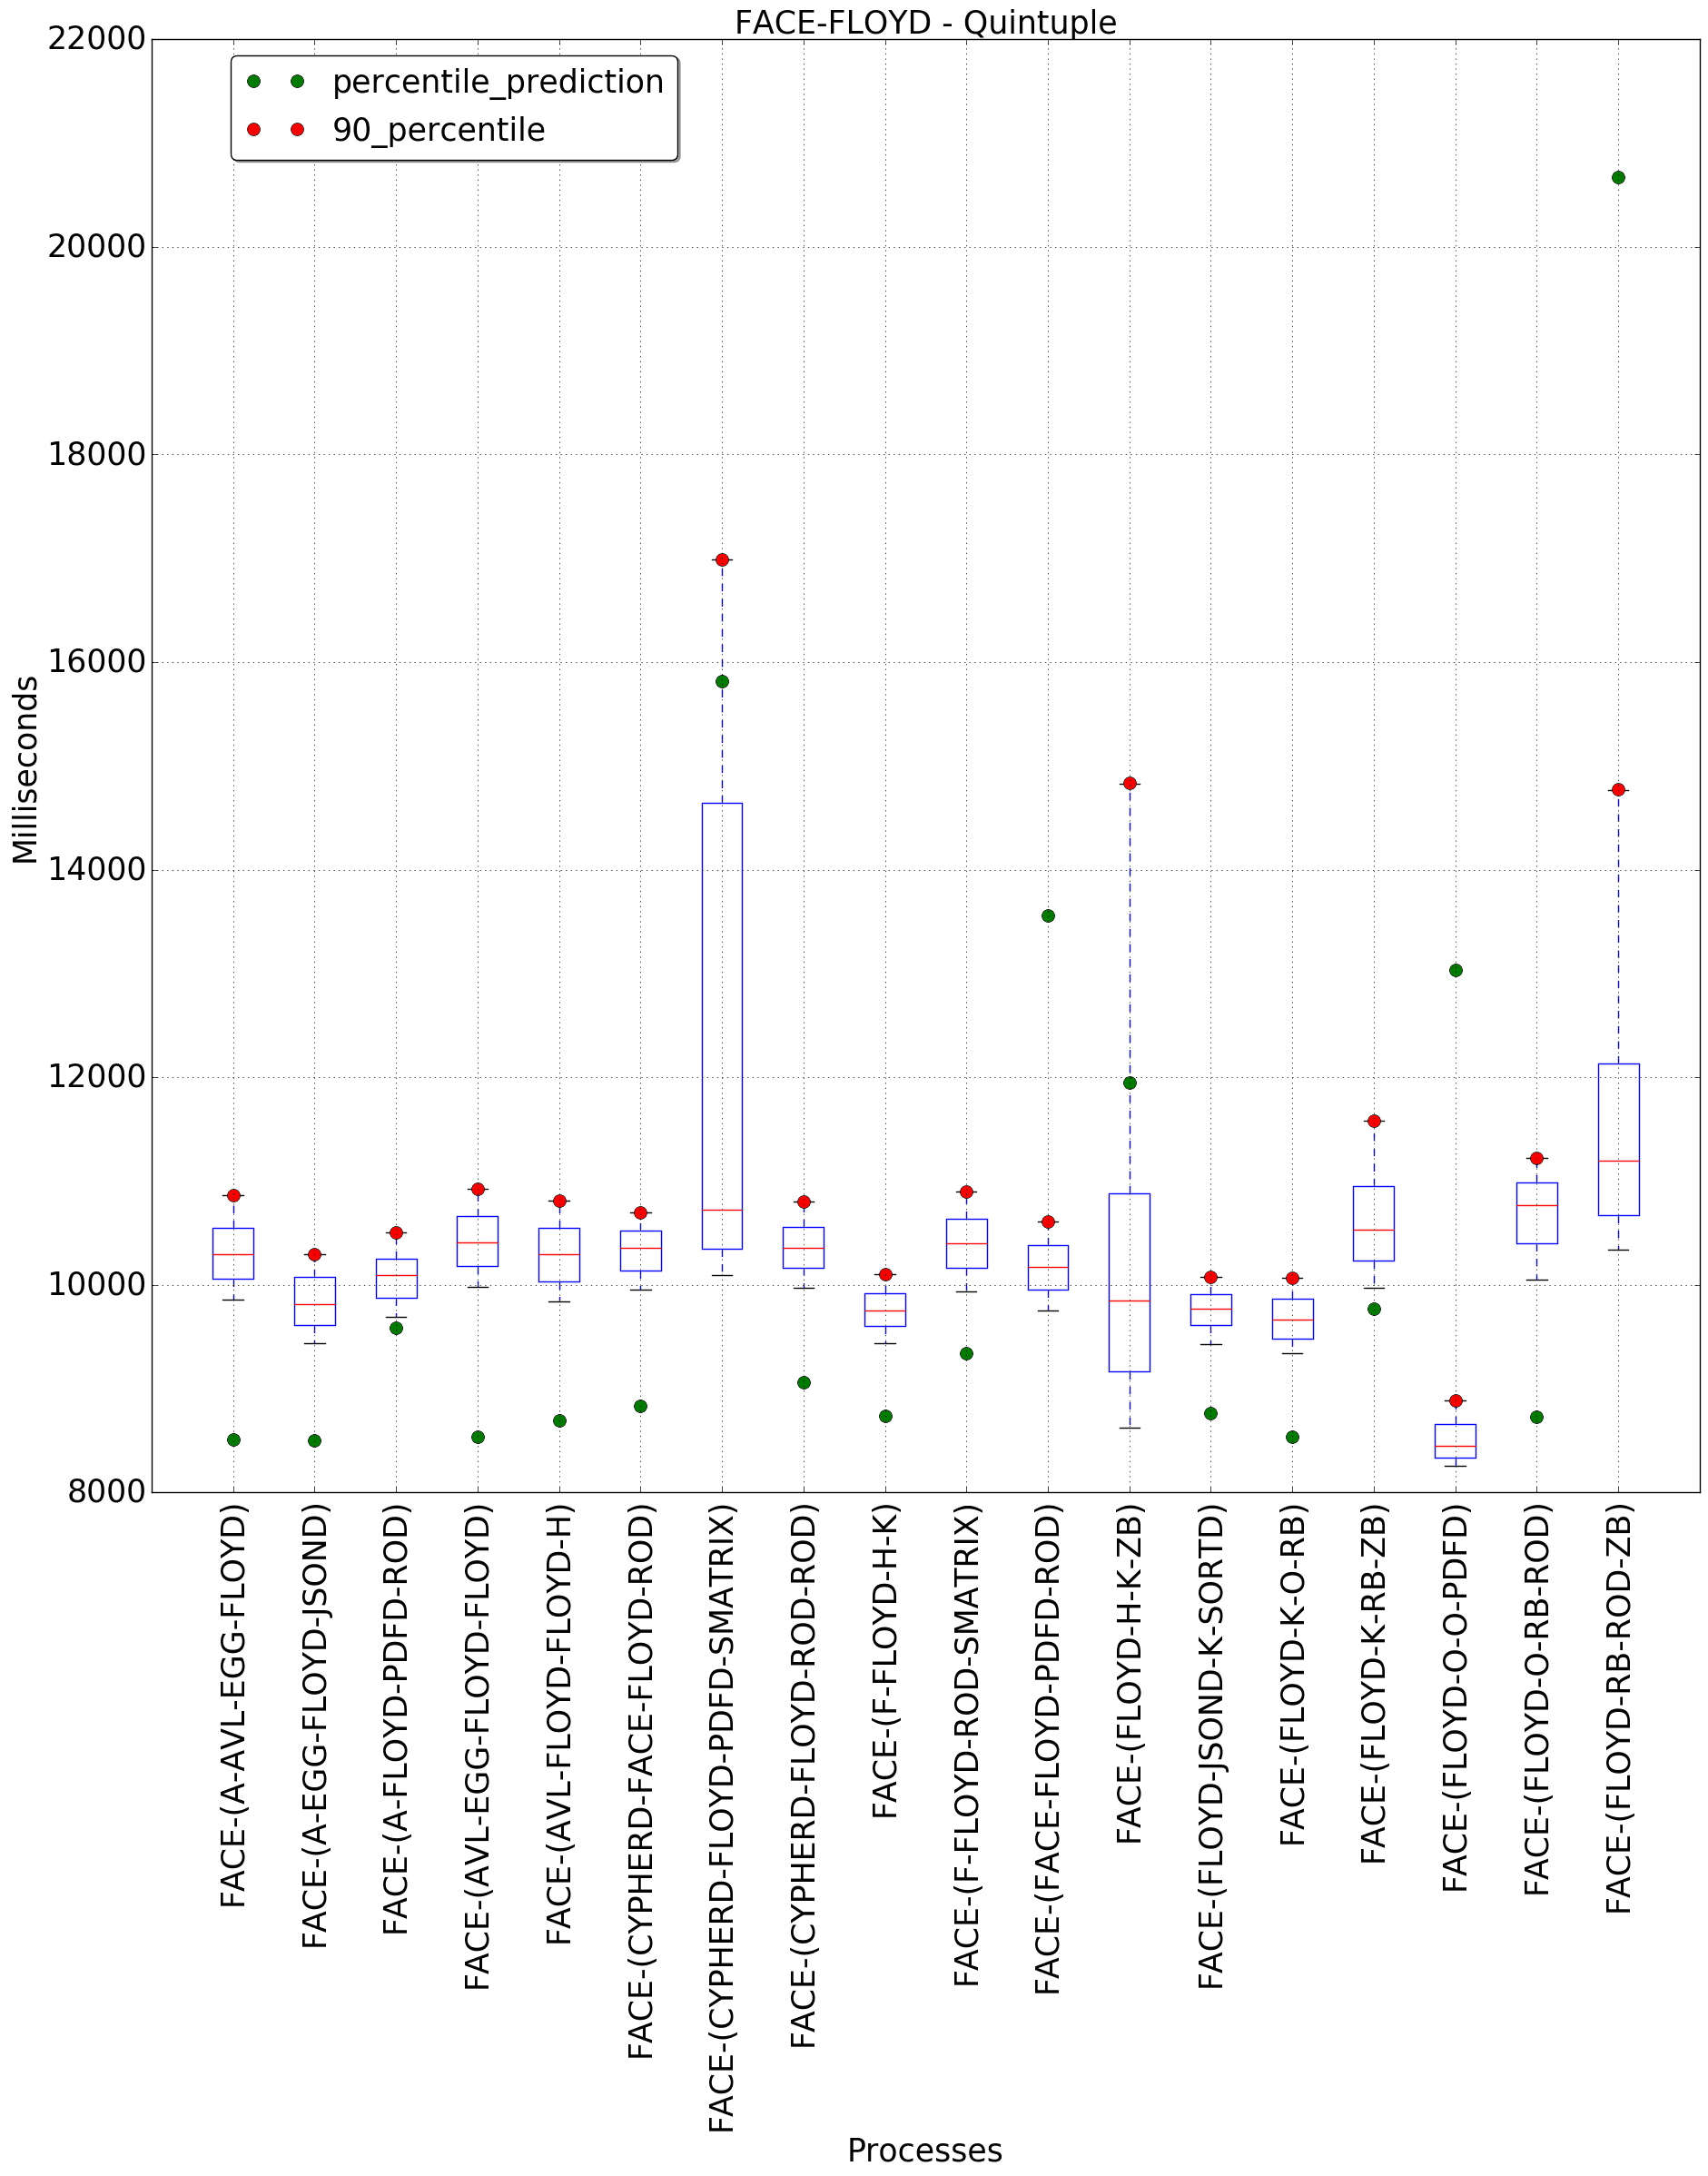 FACE-FLOYD - Quintuple
percentile_prediction
90_percentile
22000
20000
18000
16000
14000
12000
10000
8000
Milliseconds
FACE-(A-AVL-EGG-FLOYD)
FACE-(A-EGG-FLOYD-JSOND)
FACE-(A-FLOYD-PDFD-ROD)
FACE-(AVL-EGG-FLOYD-FLOYD)
FACE-(AVL-FLOYD-FLOYD-H)
FACE-(CYPHERD-FACE-FLOYD-ROD)
FACE-(CYPHERD-FLOYD-PDFD-SMATRIX)
FACE-(CYPHERD-FLOYD-ROD-ROD)
FACE-(F-FLOYD-H-K)
FACE-(F-FLOYD-ROD-SMATRIX)
FACE-(FACE-FLOYD-PDFD-ROD)
FACE-(FLOYD-H-K-ZB)
FACE-(FLOYD-JSOND-K-SORTD)
FACE-(FLOYD-K-O-RB)
FACE-(FLOYD-K-RB-ZB)
FACE-(FLOYD-O-O-PDFD)
FACE-(FLOYD-O-RB-ROD)
FACE-(FLOYD-RB-ROD-ZB)
Processes